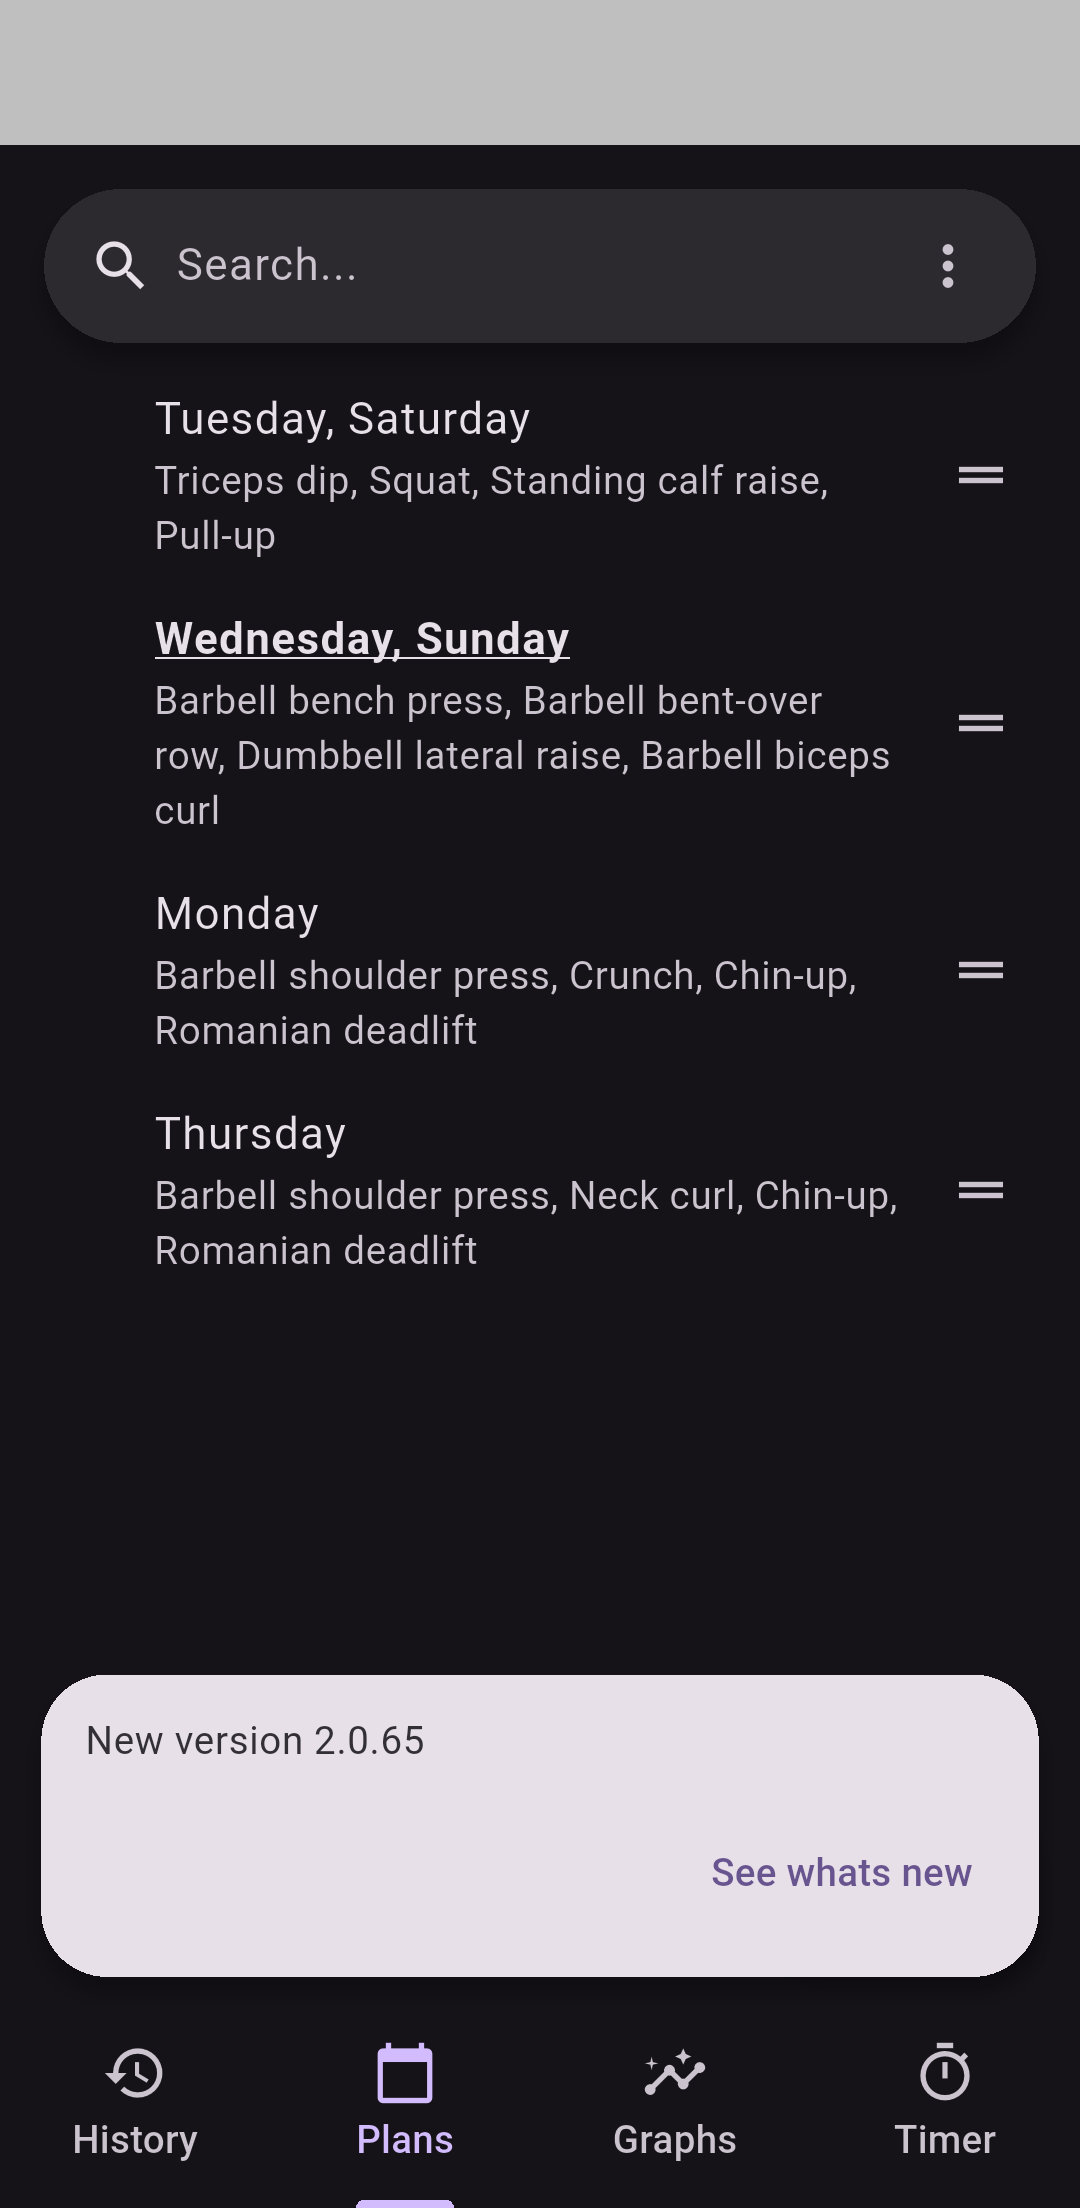 Search...
Tuesday, Saturday
Triceps dip, Squat, Standing calf raise,
Pull-up
Wednesday, Sunday
Barbell bench press, Barbell bent-over
row, Dumbbell lateral raise, Barbell biceps
curl
Monday
Barbell shoulder press, Crunch, Chin-up,
Romanian deadlift
Thursday
Barbell shoulder press, Neck curl, Chin-up,
Romanian deadlift
New version 2.0.65
See whats new
History
Plans
Graphs
Timer